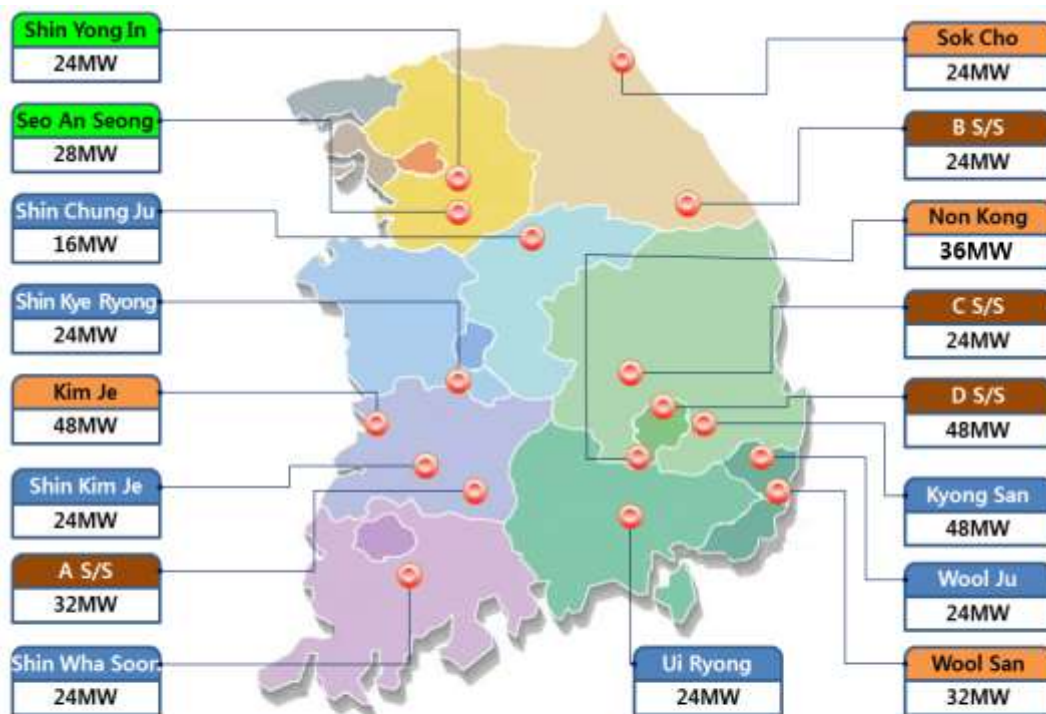 Shin Yong In
24MW
Seo An Seong
28MW
Shin Chung Ju
16MW
Shin Kye Ryong
24MW
Kim Je
48MW
Shin Kim Je
24MW
A S/S
32MW
Shin Wha Soor.
24MW
Sok Cho
24MW
B S/S
24MW
Non Kong
36MW
C S/S
24MW
D S/S
48MW
Kyong San
48MW
Wool Ju
24MW
Wool San
32MW
Ui Ryong
24MW